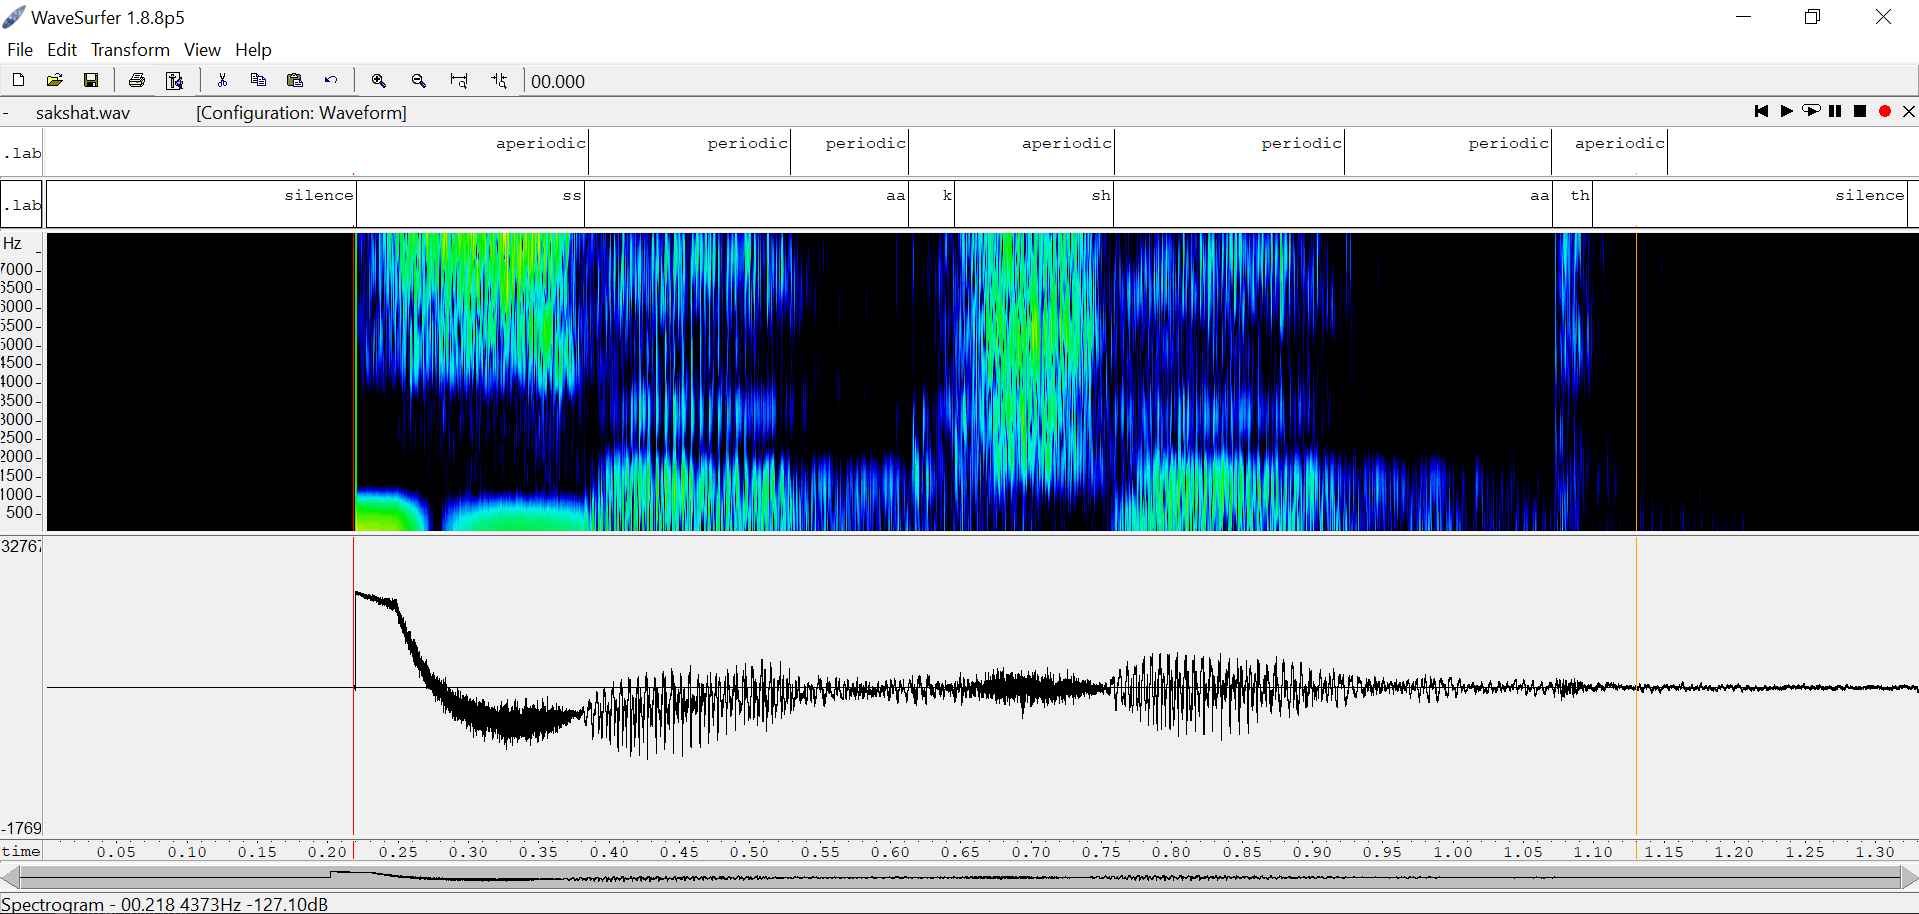 WaveSurfer 1.8.8p5
File Edit Transform View Help
00.000
- sakshat.wav [Configuration: Waveform]
.lab aperiodic periodic periodic aperiodic periodic periodic aperiodic
.lab silence ss aa k sh aa th silence
Hz
7000
6500
6000
5500
5000
4500
4000
3500
3000
2500
2000
1500
1000
500
32767
-1769
time 0.05 0.10 0.15 0.20 0.25 0.30 0.35 0.40 0.45 0.50 0.55 0.60 0.65 0.70 0.75 0.80 0.85 0.90 0.95 1.00 1.05 1.10 1.15 1.20 1.25 1.30
Spectrogram - 00.218 4373Hz -127.10dB